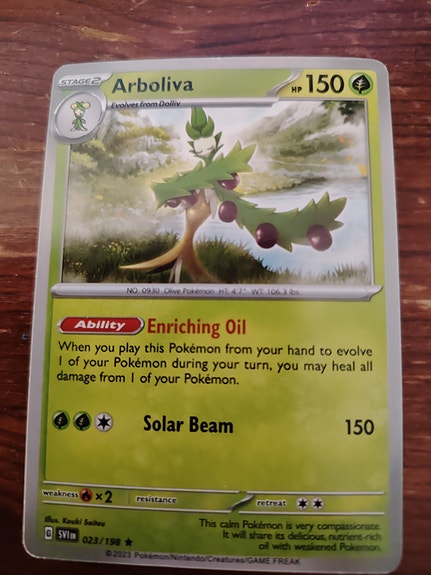 STAGE2 Arboliva HP 150
Evolves from Dolliv
NO. 0930 Olive Pokémon HT: 4'7" WT: 106.3 lbs.
Ability Enriching Oil
When you play this Pokémon from your hand to evolve
1 of your Pokémon during your turn, you may heal all
damage from 1 of your Pokémon.
Solar Beam 150
weakness ×2 resistance retreat
Illus. Kouki Saitou
G SVI EN 023/198 ★
This calm Pokémon is very compassionate.
It will share its delicious, nutrient-rich
oil with weakened Pokémon.
©2023 Pokémon/Nintendo/Creatures/GAME FREAK